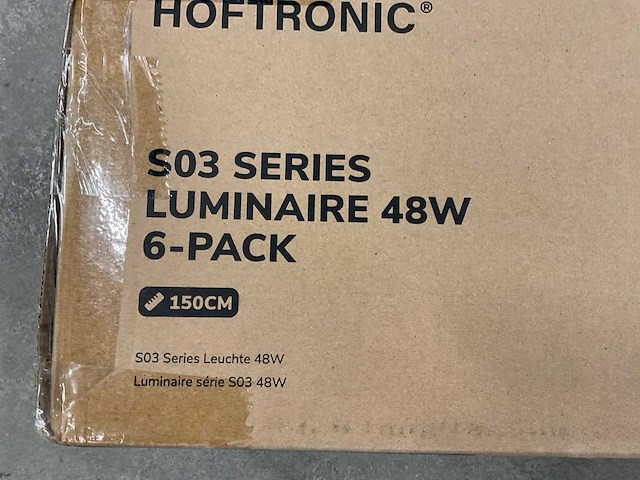 HOFTRONIC®
S03 SERIES
LUMINAIRE 48W
6-PACK
150CM
S03 Series Leuchte 48W
Luminaire série S03 48W